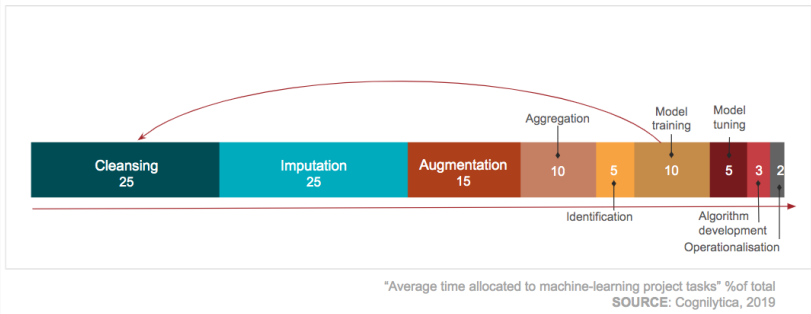 Aggregation
Model
training
Model
tuning
Cleansing
25
Imputation
25
Augmentation
15
10
5
10
5
3
2
Identification
Algorithm
development
Operationalisation
“Average time allocated to machine-learning project tasks” %of total
SOURCE: Cognilytica, 2019